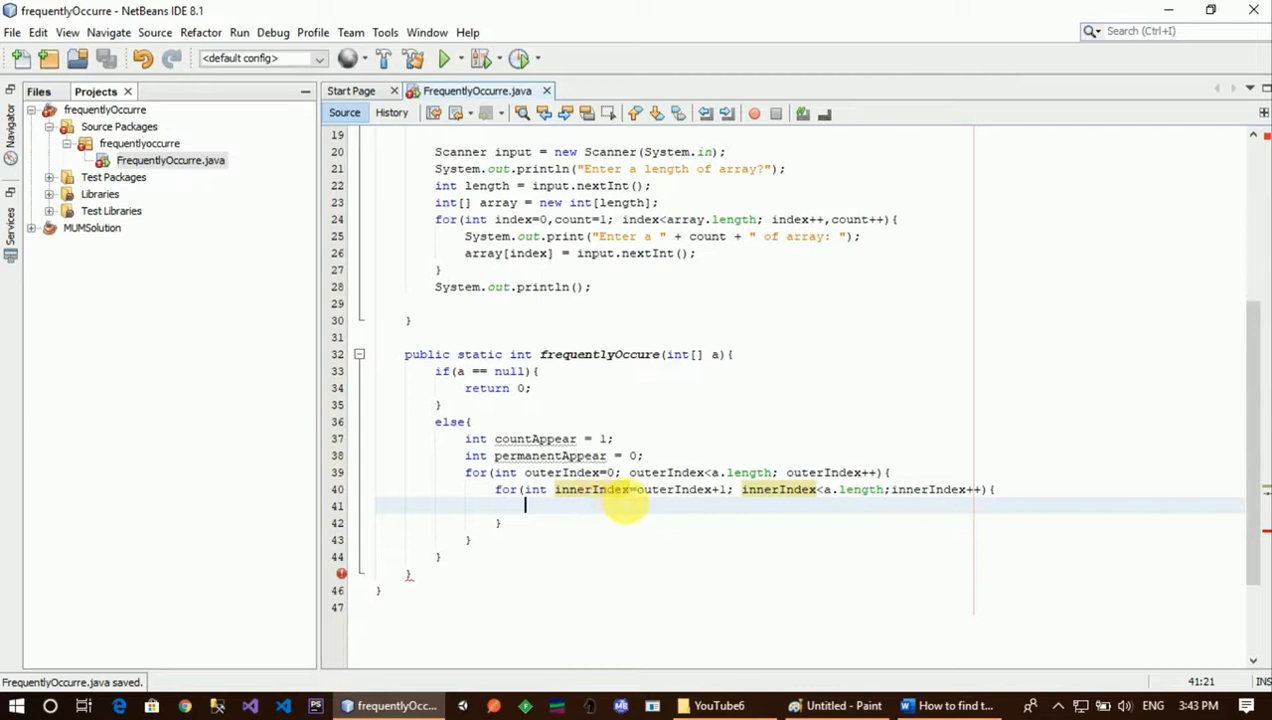 frequentlyOccurre - NetBeans IDE 8.1
File Edit View Navigate Source Refactor Run Debug Profile Team Tools Window Help
Search (Ctrl+I)
<default config>
Files Projects
Start Page FrequentlyOccurre.java
Source History
Navigator
Services
frequentlyOccurre
Source Packages
frequentlyoccurre
FrequentlyOccurre.java
Test Packages
Libraries
Test Libraries
MUMSolution
19
20 Scanner input = new Scanner(System.in);
21 System.out.println("Enter a length of array?");
22 int length = input.nextInt();
23 int[] array = new int[length];
24 for(int index=0,count=1; index<array.length; index++,count++){
25 System.out.print("Enter a " + count + " of array: ");
26 array[index] = input.nextInt();
27 }
28 System.out.println();
29
30 }
31
32 public static int frequentlyOccure(int[] a){
33 if(a == null){
34 return 0;
35 }
36 else{
37 int countAppear = 1;
38 int permanentAppear = 0;
39 for(int outerIndex=0; outerIndex<a.length; outerIndex++){
40 for(int innerIndex=outerIndex+1; innerIndex<a.length;innerIndex++){
41
42 }
43 }
44 }
}
46 }
47
FrequentlyOccurre.java saved.
41:21 INS
frequentlyOcc... YouTube6 Untitled - Paint How to find t... 3:43 PM